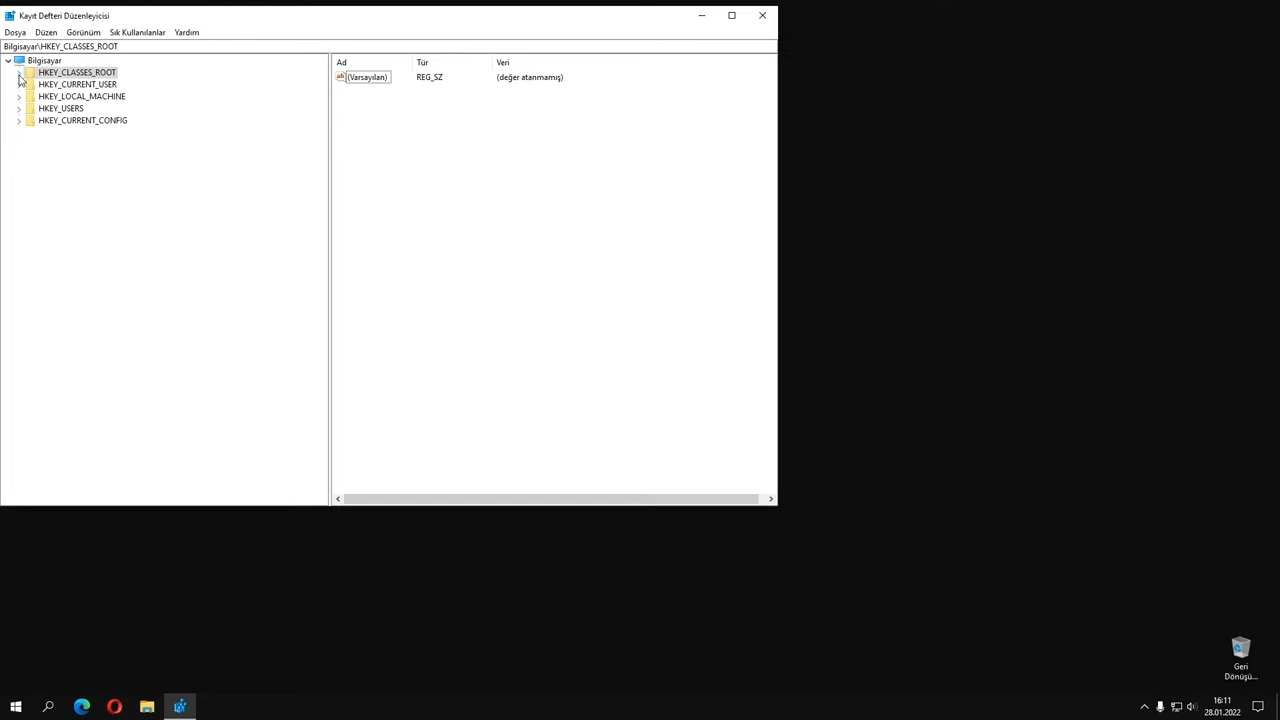 Kayıt Defteri Düzenleyicisi
Dosya Düzen Görünüm Sık Kullanılanlar Yardım
Bilgisayar\HKEY_CLASSES_ROOT
Bilgisayar
HKEY_CLASSES_ROOT
HKEY_CURRENT_USER
HKEY_LOCAL_MACHINE
HKEY_USERS
HKEY_CURRENT_CONFIG
Ad Tür Veri
ab (Varsayılan) REG_SZ (değer atanmamış)
Geri
Dönüşü...
16:11
28.01.2022